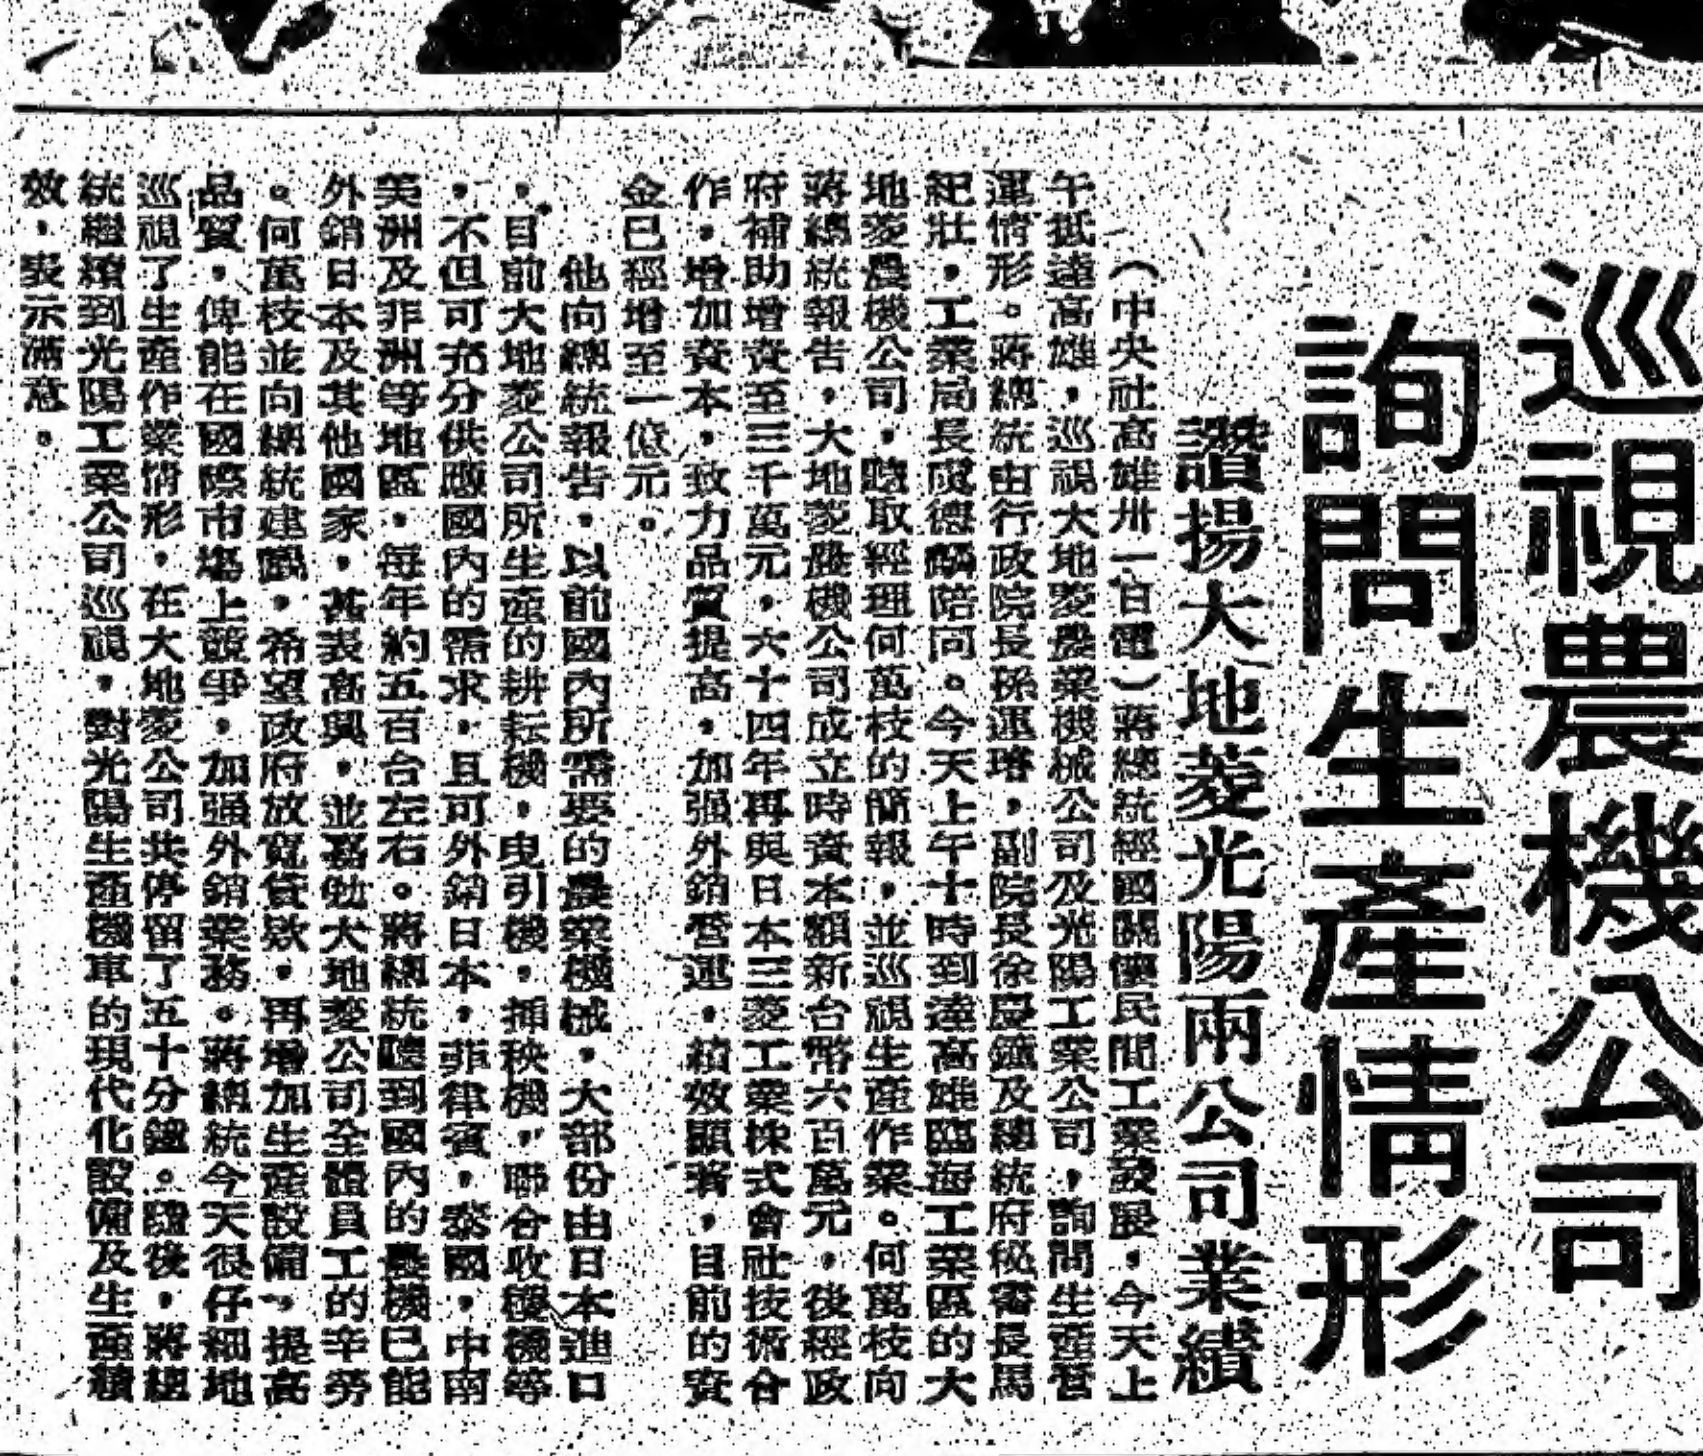 巡視農機公司
詢問生產情形
讚揚大地菱光陽兩公司業績
(中央社高雄卅一日電)蔣總統經國關懷民間工業發展,今天上
午抵達高雄,巡視大地菱農業機械公司及光陽工業公司,詢問生產營
運情形。蔣總統由行政院長孫運璿,副院長徐慶鐘及總統府秘書長馬
紀壯,工業局長虞德麟陪同。今天上午十時到達高雄臨海工業區的大
地菱農機公司,聽取經理何萬枝的簡報,並巡視生產作業。何萬枝向
蔣總統報告,大地菱農機公司成立時資本額新台幣六百萬元,後經政
府補助增資至三千萬元,六十四年再與日本三菱工業株式會社技術合
作,增加資本,致力品質提高,加強外銷營運,績效顯著,目前的資
金已經增至一億元。
他向總統報告,以前國內所需要的農業機械,大部份由日本進口
,目前大地菱公司所生產的耕耘機,曳引機,插秧機,聯合收穫機等
,不但可充分供應國內的需求,且可外銷日本,菲律賓,泰國,中南
美洲及非洲等地區,每年約五百台左右。蔣總統聽到國內的農機已能
外銷日本及其他國家,甚表高興,並嘉勉大地菱公司全體員工的辛勞
。何萬枝並向總統建議,希望政府放寬貸款,再增加生產設備,提高
品質,俾能在國際市場上競爭,加強外銷業務。蔣總統今天很仔細地
巡視了生產作業情形,在大地菱公司共停留了五十分鐘。隨後,蔣總
統繼續到光陽工業公司巡視,對光陽生產機車的現代化設備及生產績
效,表示滿意。